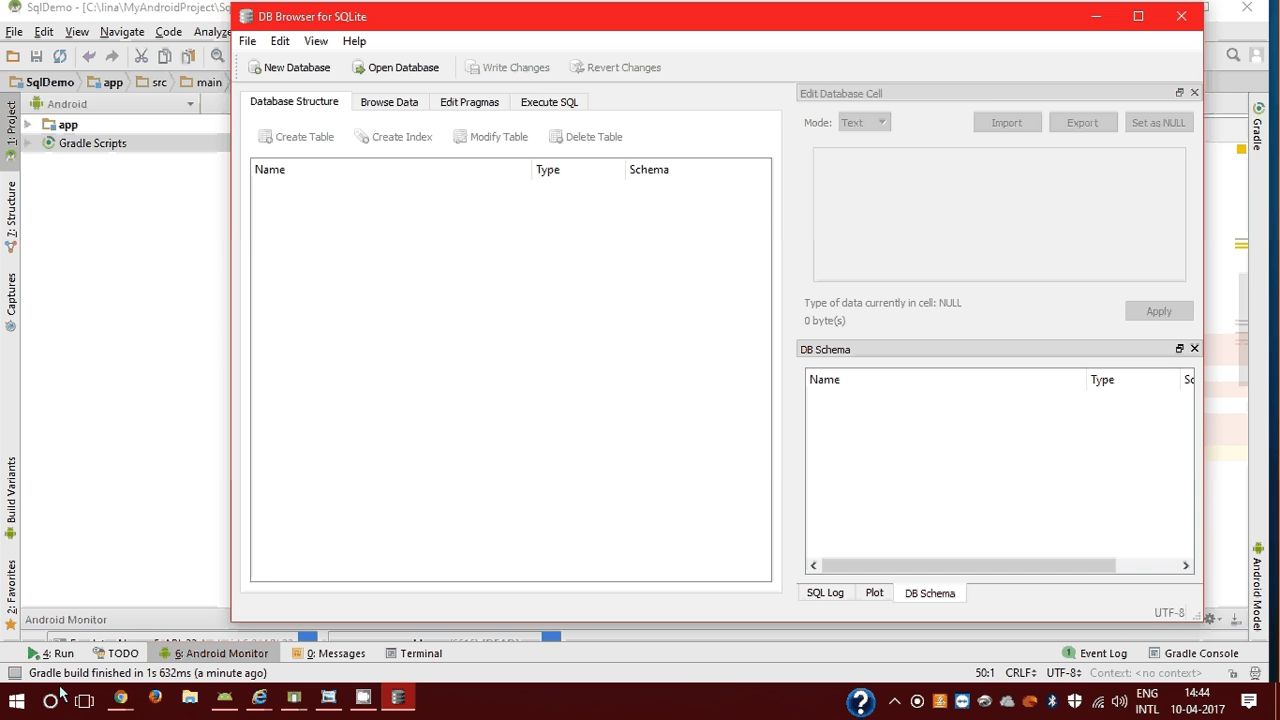 SqlDemo - [C:\lina\MyAndroidProject\Sq
DB Browser for SQLite
File Edit View Navigate Code Analyze
File Edit View Help
New Database Open Database Write Changes Revert Changes
SqlDemo app src main
Database Structure Browse Data Edit Pragmas Execute SQL
Edit Database Cell
Android
Mode: Text Import Export Set as NULL
app
Create Table Create Index Modify Table Delete Table
Gradle Scripts
Name Type Schema
1: Project
7: Structure
Captures
Build Variants
2: Favorites
Gradle
Android Model
Type of data currently in cell: NULL
0 byte(s)
Apply
DB Schema
Name Type Sc
SQL Log Plot DB Schema
UTF-8
Android Monitor
4: Run TODO 6: Android Monitor 0: Messages Terminal Event Log Gradle Console
Gradle build finished in 1s 632ms (a minute ago) 50:1 CRLF UTF-8 Context: <no context>
ENG 14:44
INTL 10-04-2017